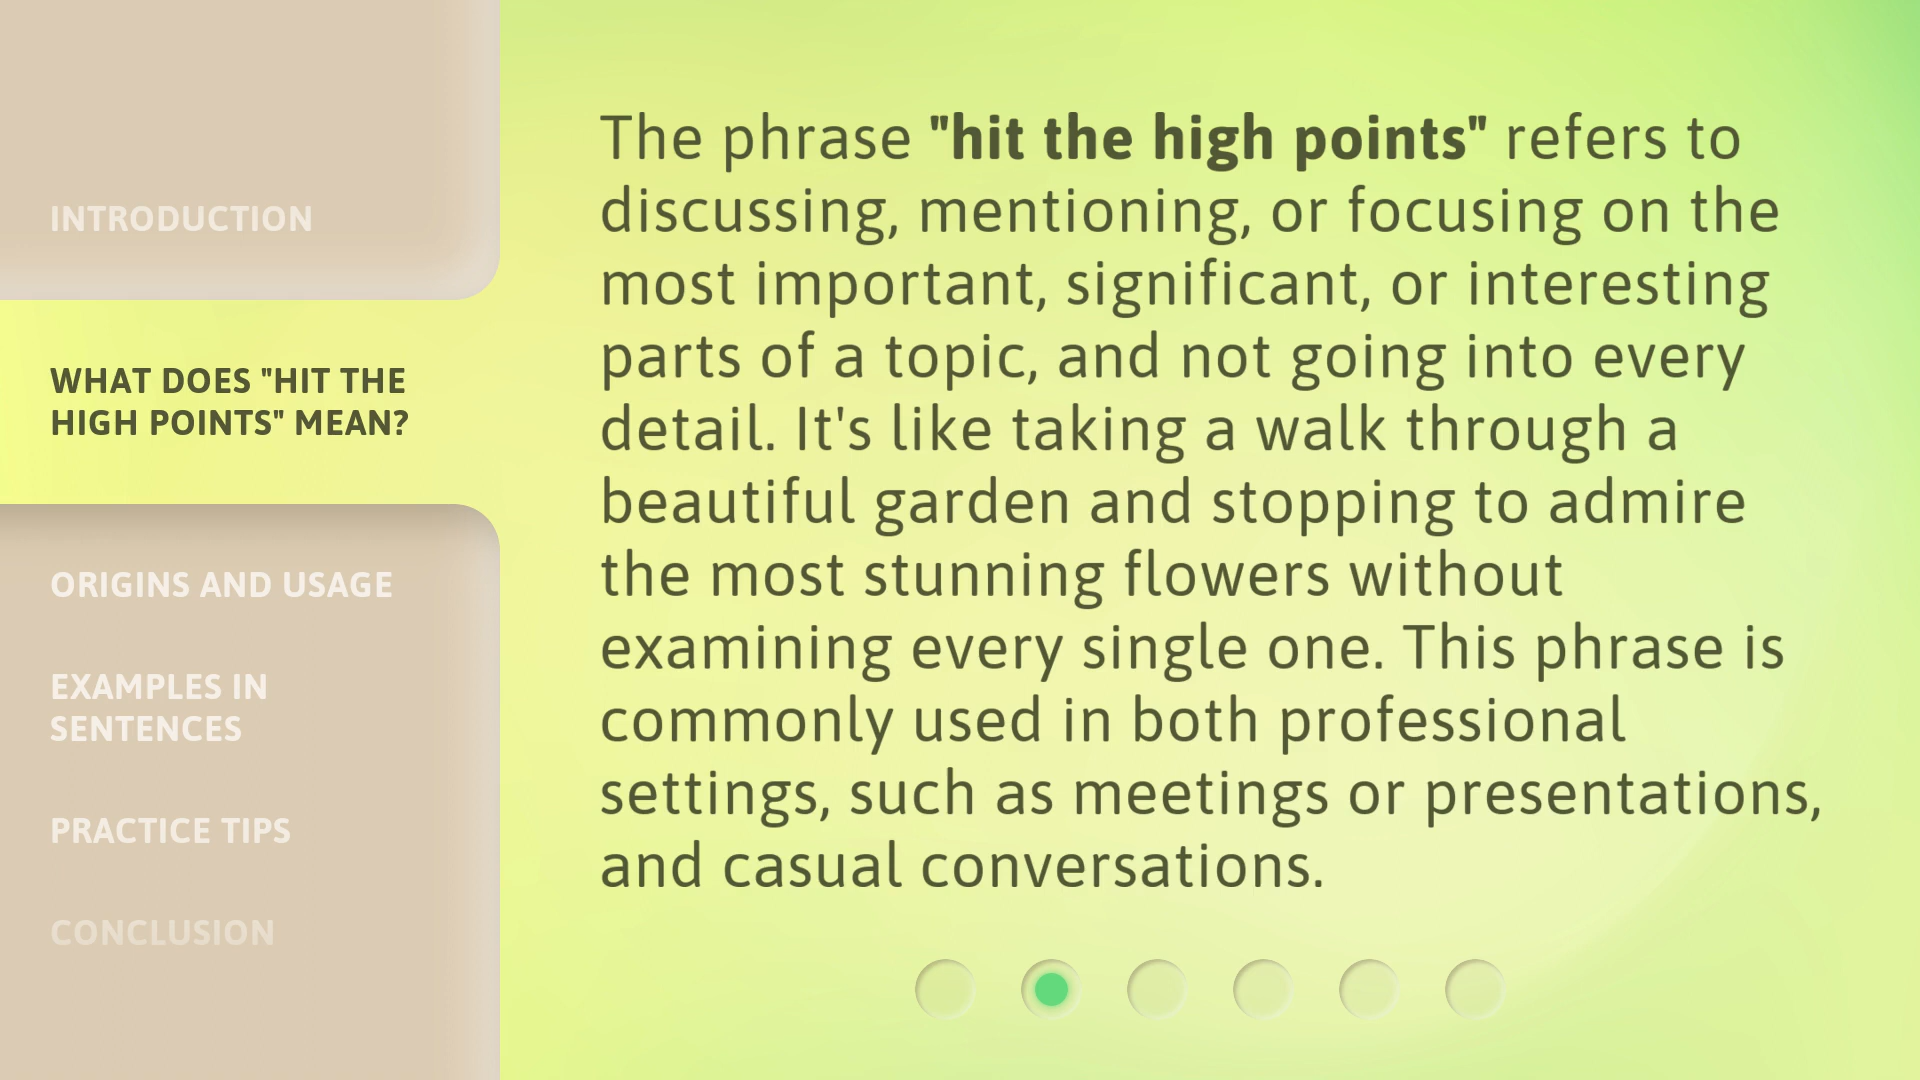 INTRODUCTION
WHAT DOES "HIT THE
HIGH POINTS" MEAN?
ORIGINS AND USAGE
EXAMPLES IN
SENTENCES
PRACTICE TIPS
CONCLUSION
The phrase "hit the high points" refers to
discussing, mentioning, or focusing on the
most important, significant, or interesting
parts of a topic, and not going into every
detail. It's like taking a walk through a
beautiful garden and stopping to admire
the most stunning flowers without
examining every single one. This phrase is
commonly used in both professional
settings, such as meetings or presentations,
and casual conversations.